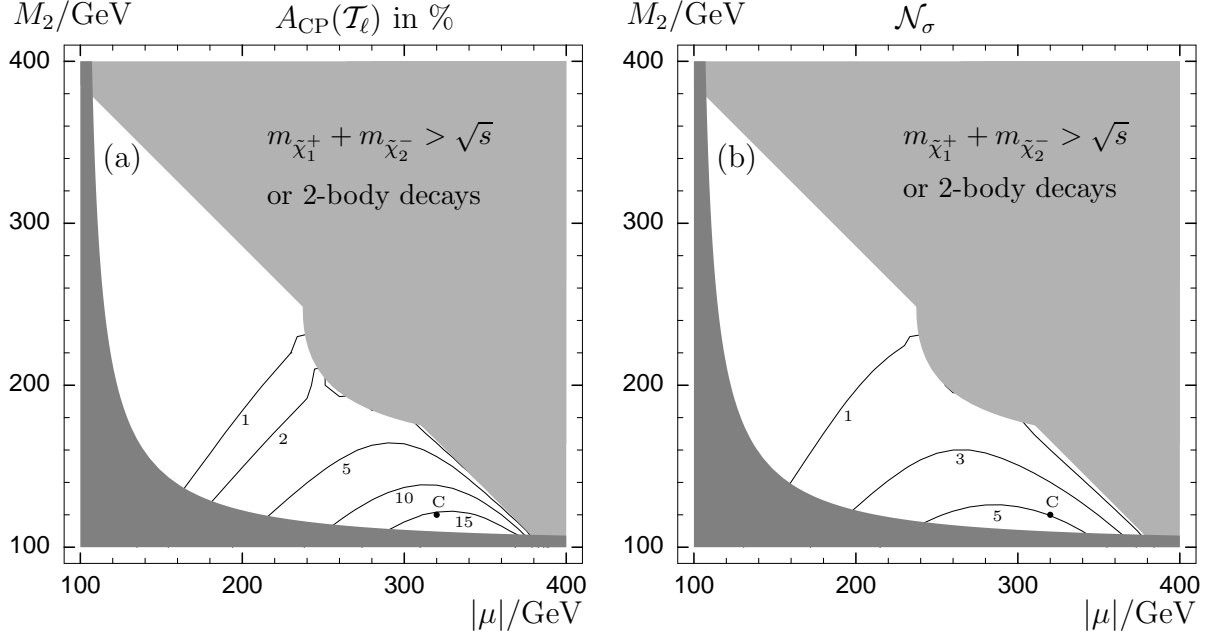 M₂/GeV
A_CP(𝒯_ℓ) in %
400
300
200
100
(a)
m_χ̃₁⁺ + m_χ̃₂⁻ > √s
or 2-body decays
1
2
5
10
C
15
100
200
300
400
|μ|/GeV
M₂/GeV
𝒩_σ
400
300
200
100
(b)
m_χ̃₁⁺ + m_χ̃₂⁻ > √s
or 2-body decays
1
3
5
C
100
200
300
400
|μ|/GeV